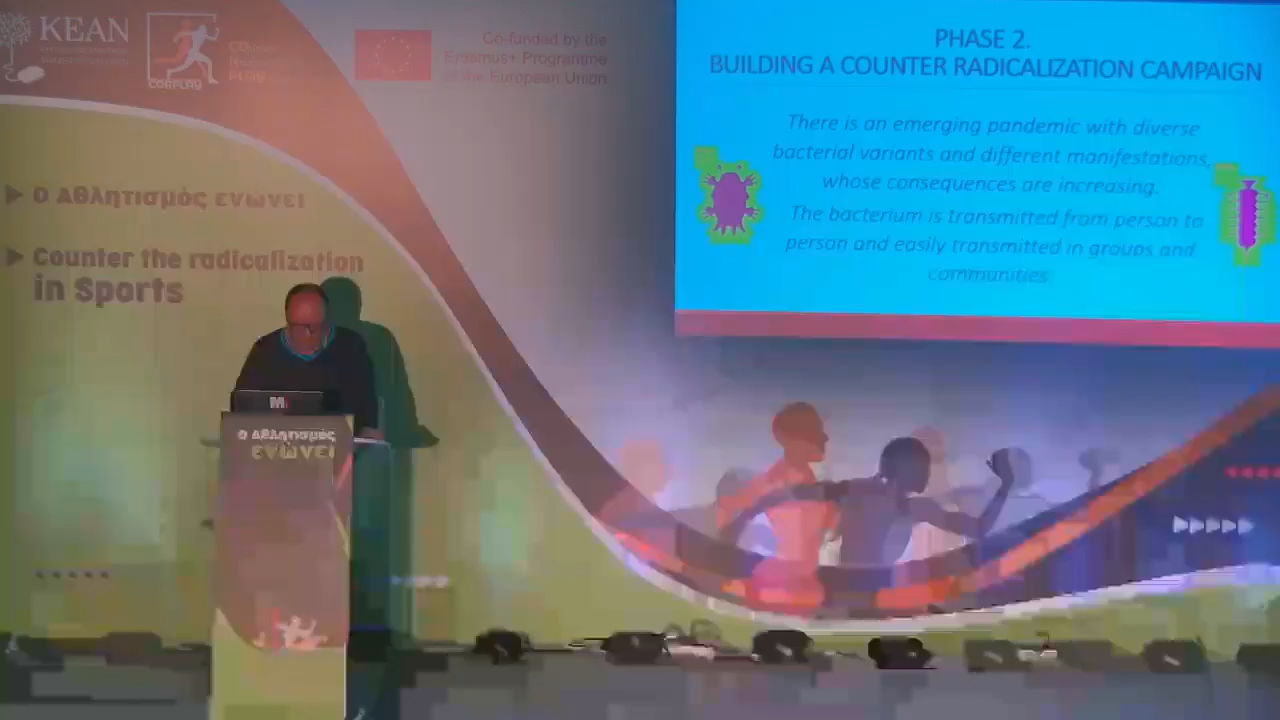 KEAN
CORPLAY
PLAY
Co-funded by the
Erasmus+ Programme
of the European Union
Ο ΑΘλητισμός ενώνει
Counter the radicalization
in Sports
PHASE 2.
BUILDING A COUNTER RADICALIZATION CAMPAIGN
There is an emerging pandemic with diverse
bacterial variants and different manifestations,
whose consequences are increasing.
The bacterium is transmitted from person to
person and easily transmitted in groups and
communities
M
Ο ΑΘλητισμός
ενώνει